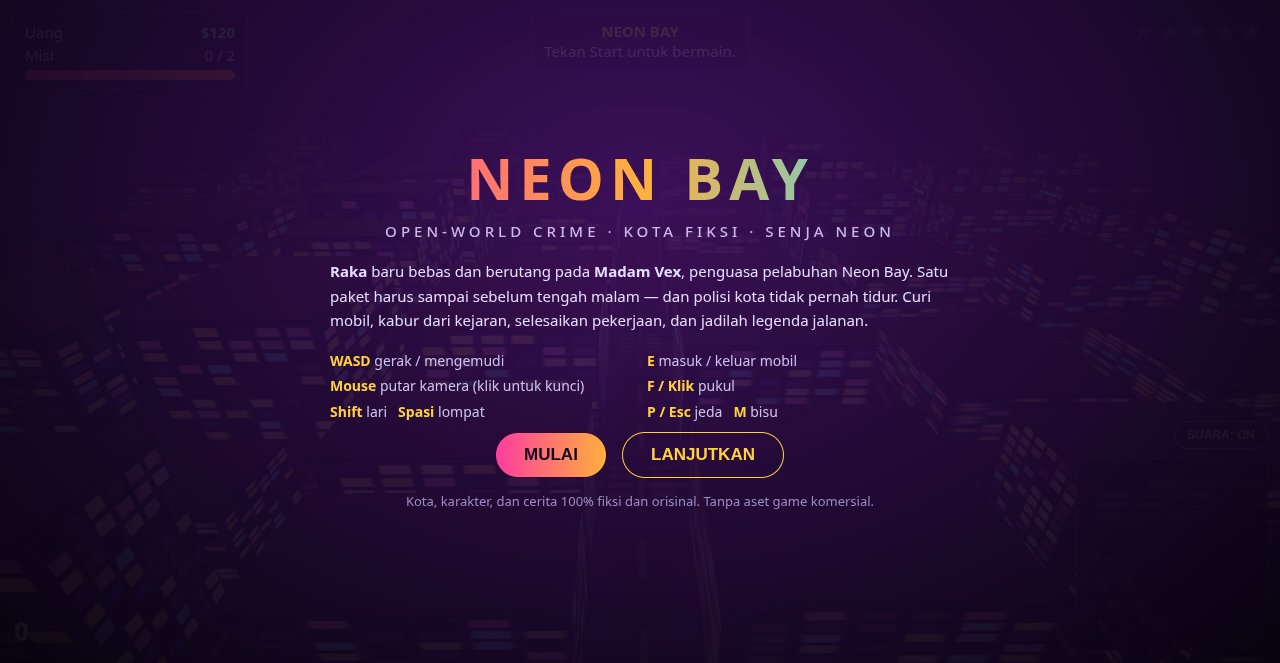 Uang $120
Misi 0 / 2
NEON BAY
Tekan Start untuk bermain.
NEON BAY
OPEN-WORLD CRIME · KOTA FIKSI · SENJA NEON
Raka baru bebas dan berutang pada Madam Vex, penguasa pelabuhan Neon Bay. Satu
paket harus sampai sebelum tengah malam — dan polisi kota tidak pernah tidur. Curi
mobil, kabur dari kejaran, selesaikan pekerjaan, dan jadilah legenda jalanan.
WASD gerak / mengemudi
E masuk / keluar mobil
Mouse putar kamera (klik untuk kunci)
F / Klik pukul
Shift lari Spasi lompat
P / Esc jeda M bisu
SUARA: ON
MULAI
LANJUTKAN
Kota, karakter, dan cerita 100% fiksi dan orisinal. Tanpa aset game komersial.
0